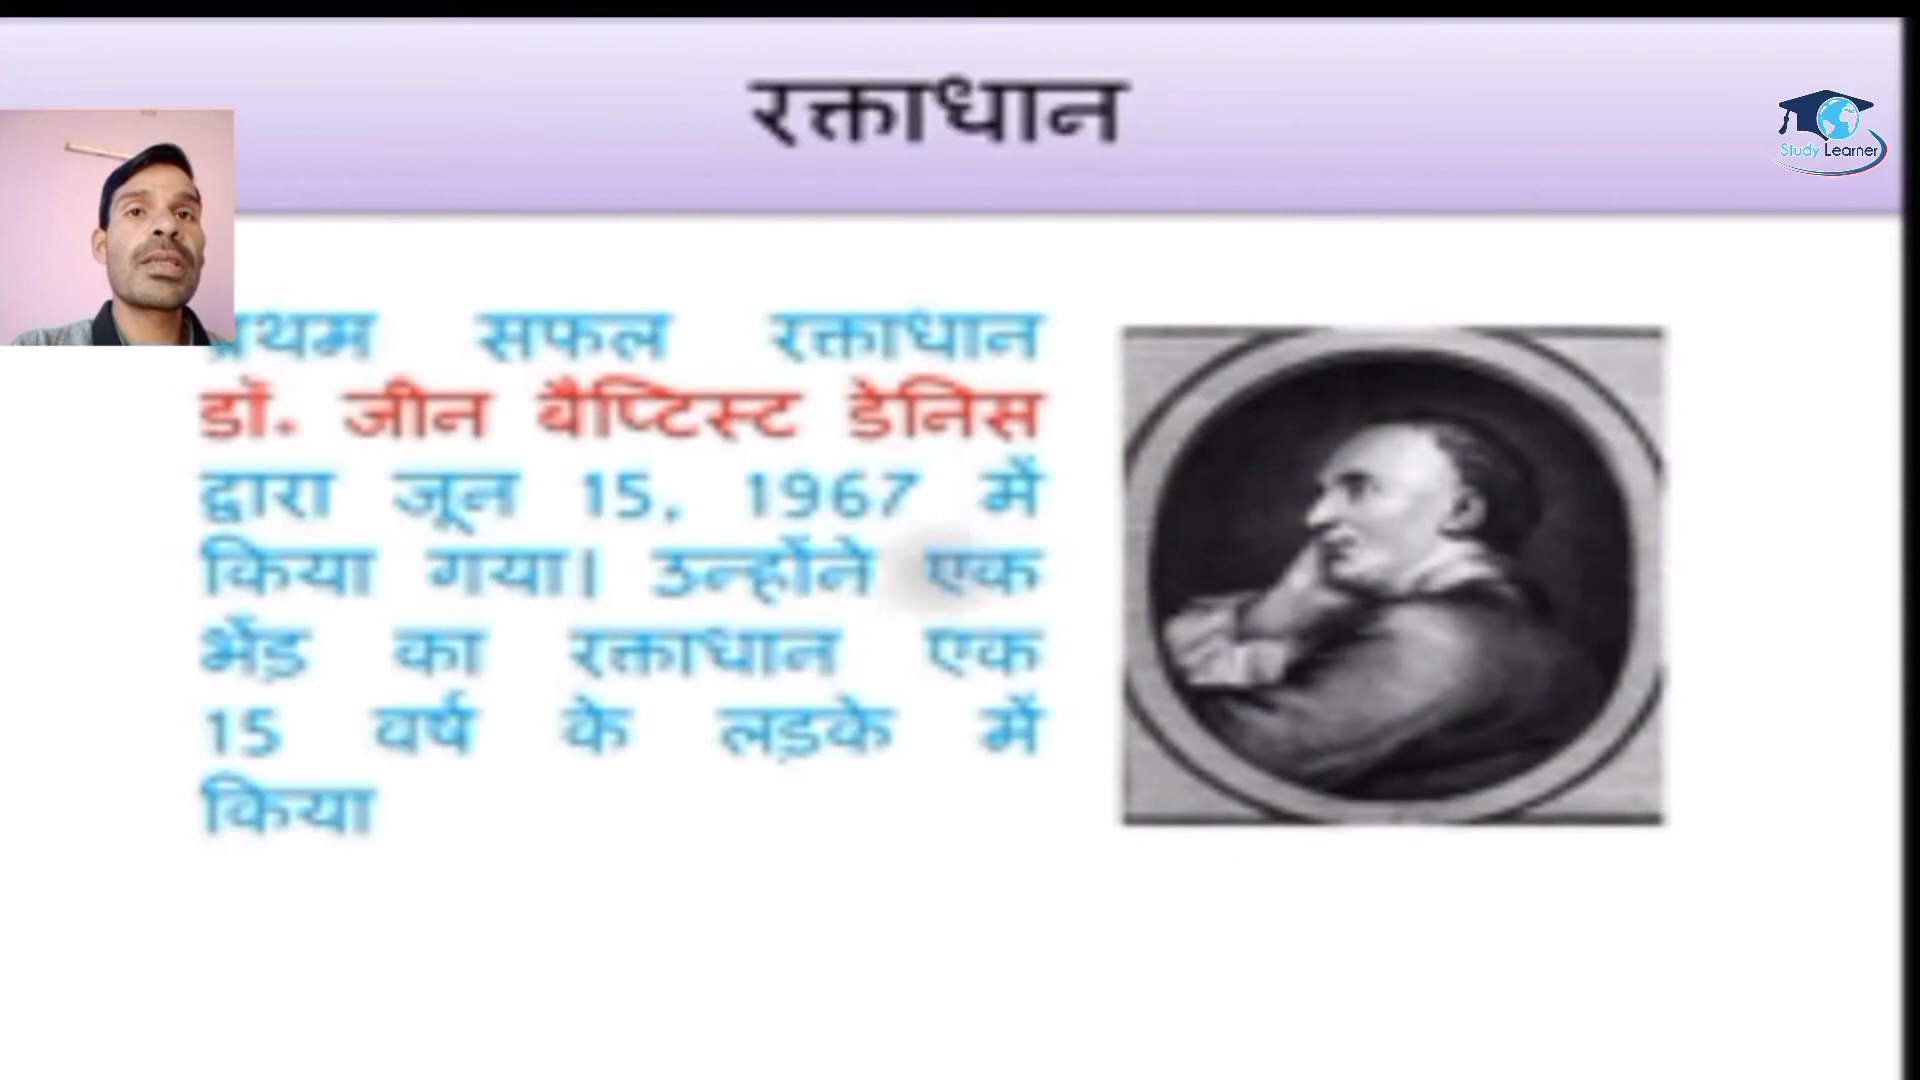 रक्ताधान
Study Learner
प्रथम सफल रक्ताधान
डॉ. जीन बैप्टिस्ट डेनिस
द्वारा जून 15, 1967 में
किया गया। उन्होंने एक
भेंड़ का रक्ताधान एक
15 वर्ष के लड़के में
किया